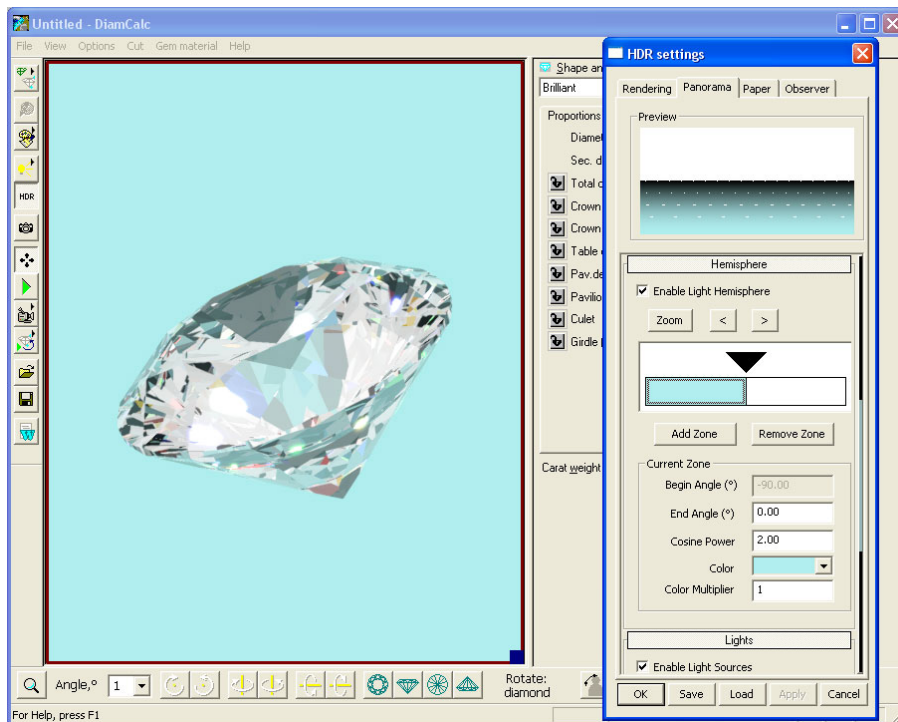 Untitled - DiamCalc
File View Options Cut Gem material Help
HDR
Shape an
Brilliant
Proportions
Diamet
Sec. d
Total c
Crown
Crown
Table
Pav.de
Pavilio
Culet
Girdle
Carat weight
HDR settings
Rendering Panorama Paper Observer
Preview
Hemisphere
Enable Light Hemisphere
Zoom < >
Add Zone Remove Zone
Current Zone
Begin Angle (º) -90.00
End Angle (º) 0.00
Cosine Power 2.00
Color
Color Multiplier 1
Lights
Enable Light Sources
OK Save Load Apply Cancel
Angle,º 1
Rotate:
diamond
For Help, press F1